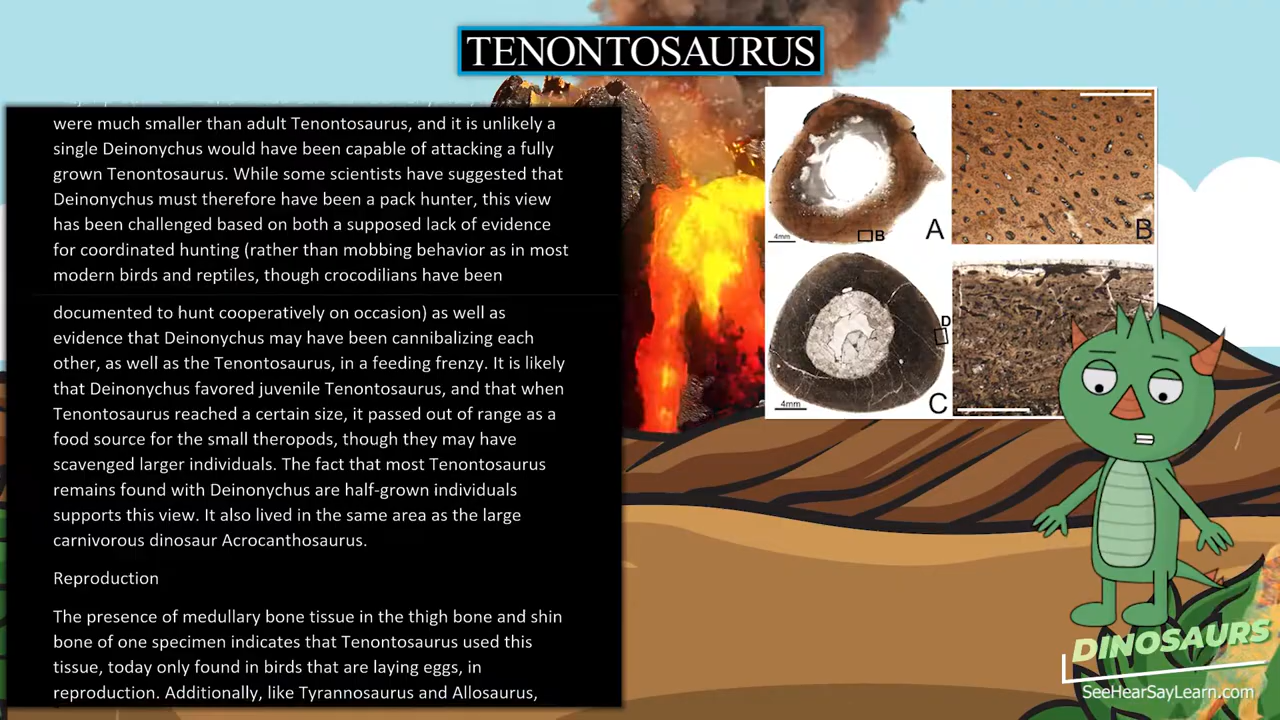 TENONTOSAURUS
were much smaller than adult Tenontosaurus, and it is unlikely a
single Deinonychus would have been capable of attacking a fully
grown Tenontosaurus. While some scientists have suggested that
Deinonychus must therefore have been a pack hunter, this view
has been challenged based on both a supposed lack of evidence
for coordinated hunting (rather than mobbing behavior as in most
modern birds and reptiles, though crocodilians have been
documented to hunt cooperatively on occasion) as well as
evidence that Deinonychus may have been cannibalizing each
other, as well as the Tenontosaurus, in a feeding frenzy. It is likely
that Deinonychus favored juvenile Tenontosaurus, and that when
Tenontosaurus reached a certain size, it passed out of range as a
food source for the small theropods, though they may have
scavenged larger individuals. The fact that most Tenontosaurus
remains found with Deinonychus are half-grown individuals
supports this view. It also lived in the same area as the large
carnivorous dinosaur Acrocanthosaurus.
Reproduction
The presence of medullary bone tissue in the thigh bone and shin
bone of one specimen indicates that Tenontosaurus used this
tissue, today only found in birds that are laying eggs, in
reproduction. Additionally, like Tyrannosaurus and Allosaurus,
4mm
B
A
B
D
4mm
C
DINOSAURS
SeeHearSayLearn.com